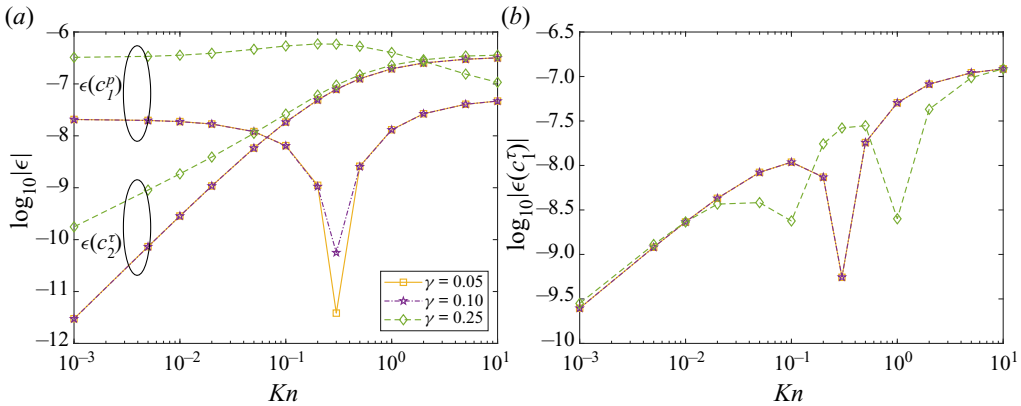 (a)
−6
−7
−8
−9
−10
−11
−12
log₁₀|ϵ|
ϵ(c₁ᵖ)
ϵ(c₂^τ)
γ = 0.05
γ = 0.10
γ = 0.25
10⁻³
10⁻²
10⁻¹
10⁰
10¹
Kn
(b)
−6.5
−7.0
−7.5
−8.0
−8.5
−9.0
−9.5
−10
log₁₀|ϵ(c₁^τ)|
10⁻³
10⁻²
10⁻¹
10⁰
10¹
Kn